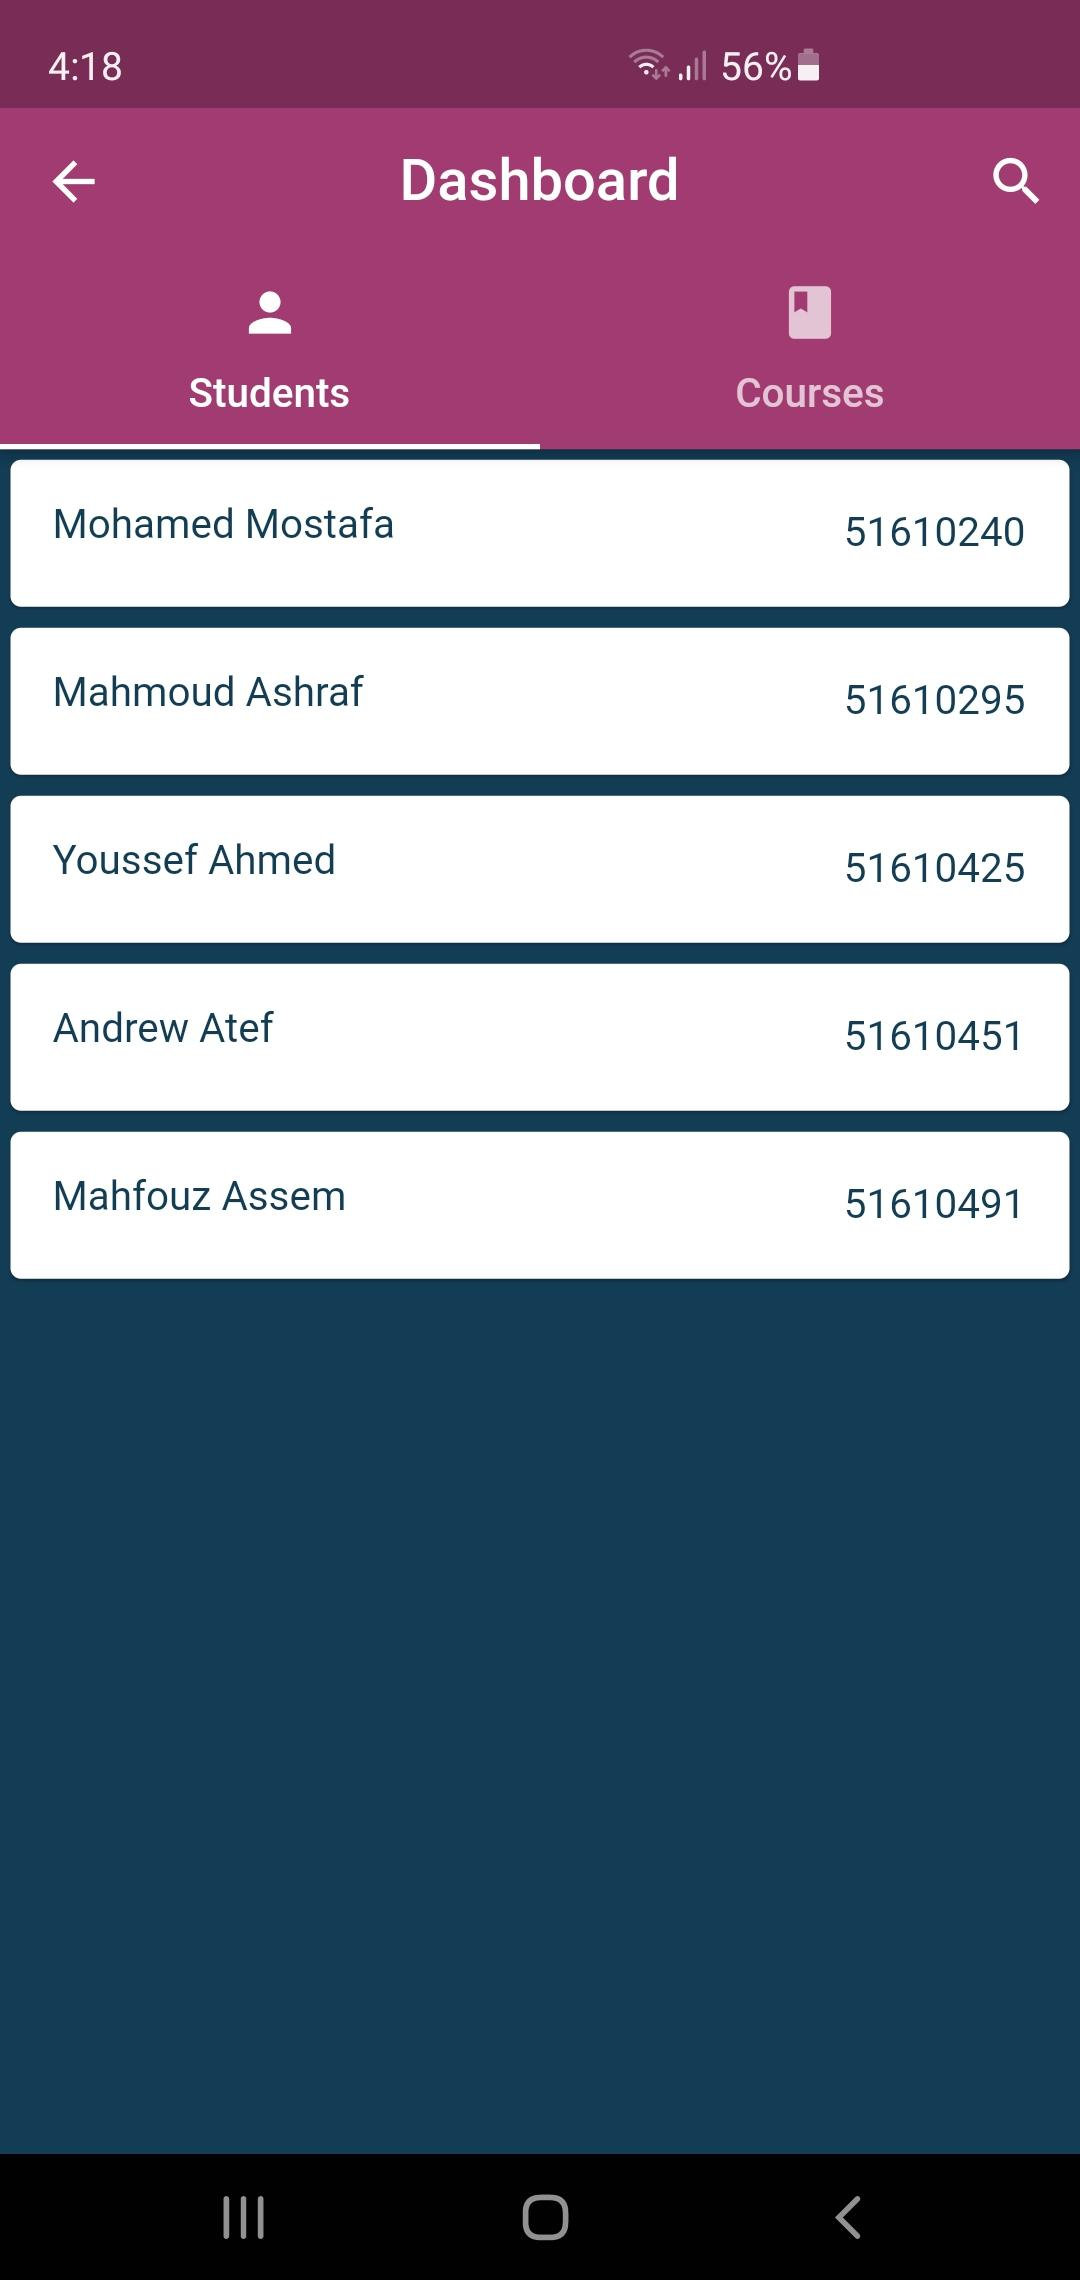 4:18 56%
Dashboard
Students Courses
Mohamed Mostafa 51610240
Mahmoud Ashraf 51610295
Youssef Ahmed 51610425
Andrew Atef 51610451
Mahfouz Assem 51610491